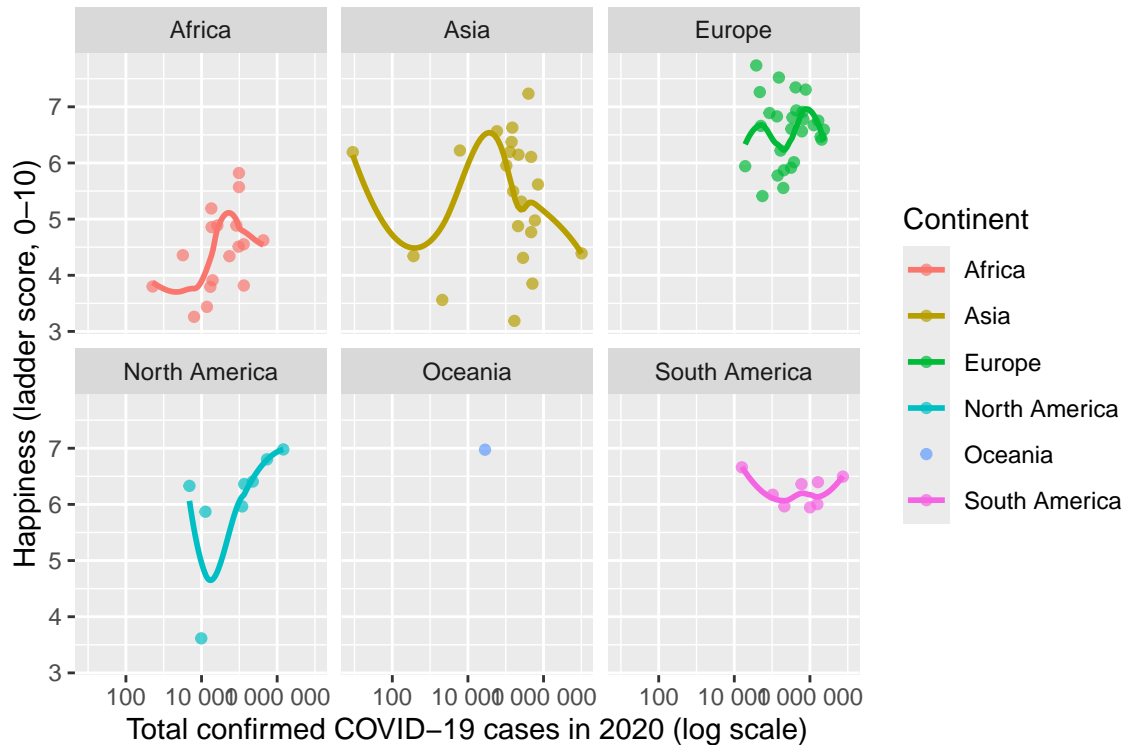 Africa Asia Europe
7
6
5
4
3
North America Oceania South America
7
6
5
4
3
100 10 000 1 000 000 100 10 000 1 000 000 100 10 000 1 000 000
Total confirmed COVID−19 cases in 2020 (log scale)
Happiness (ladder score, 0−10)
Continent
Africa
Asia
Europe
North America
Oceania
South America